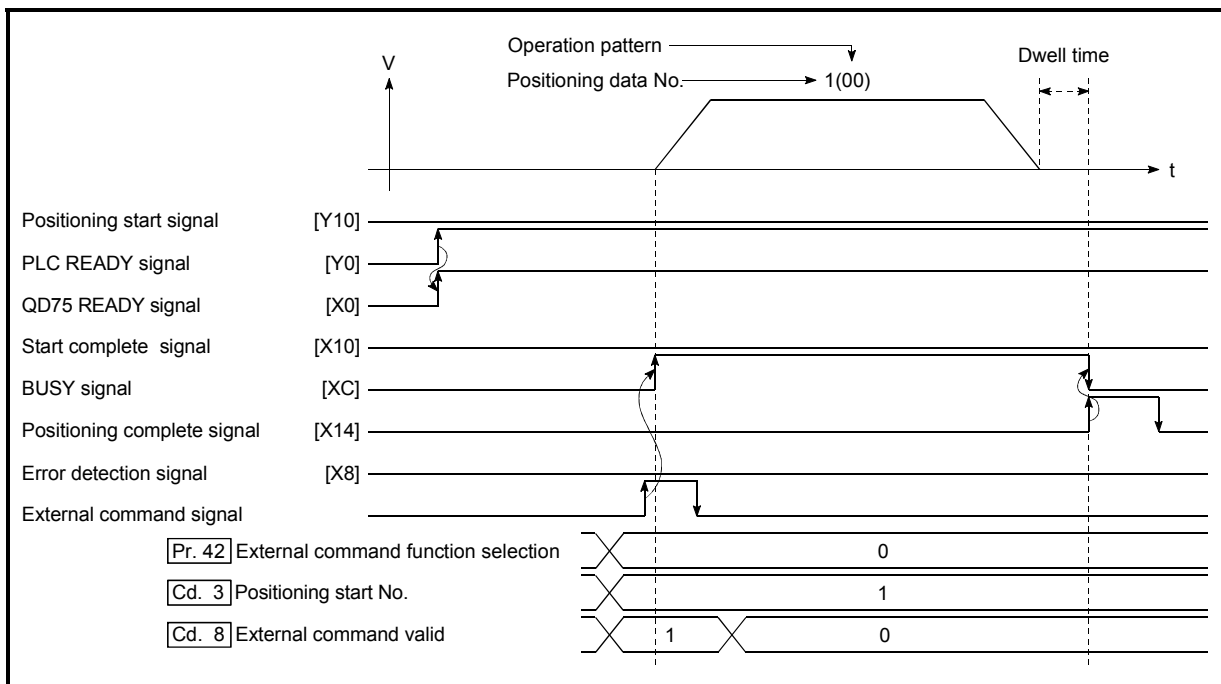 Operation pattern
Dwell time
V
Positioning data No. 1(00)
t
Positioning start signal [Y10]
PLC READY signal [Y0]
QD75 READY signal [X0]
Start complete signal [X10]
BUSY signal [XC]
Positioning complete signal [X14]
Error detection signal [X8]
External command signal
Pr. 42 External command function selection 0
Cd. 3 Positioning start No. 1
Cd. 8 External command valid 1 0